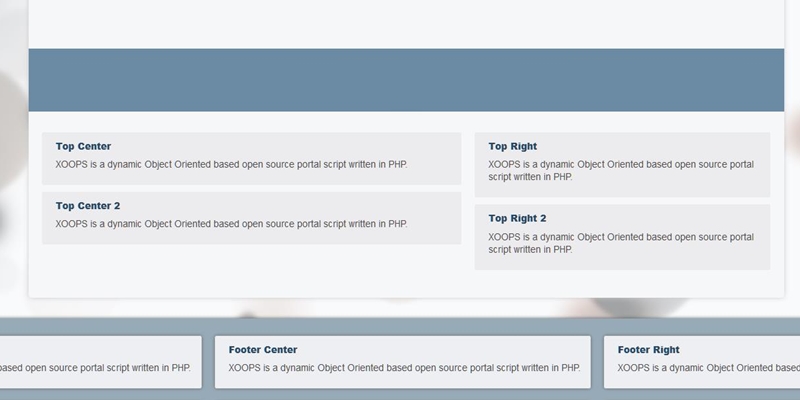 Top Center
XOOPS is a dynamic Object Oriented based open source portal script written in PHP.
Top Center 2
XOOPS is a dynamic Object Oriented based open source portal script written in PHP.
Top Right
XOOPS is a dynamic Object Oriented based open source portal
script written in PHP.
Top Right 2
XOOPS is a dynamic Object Oriented based open source portal
script written in PHP.
based open source portal script written in PHP.
Footer Center
XOOPS is a dynamic Object Oriented based open source portal script written in PHP.
Footer Right
XOOPS is a dynamic Object Oriented based